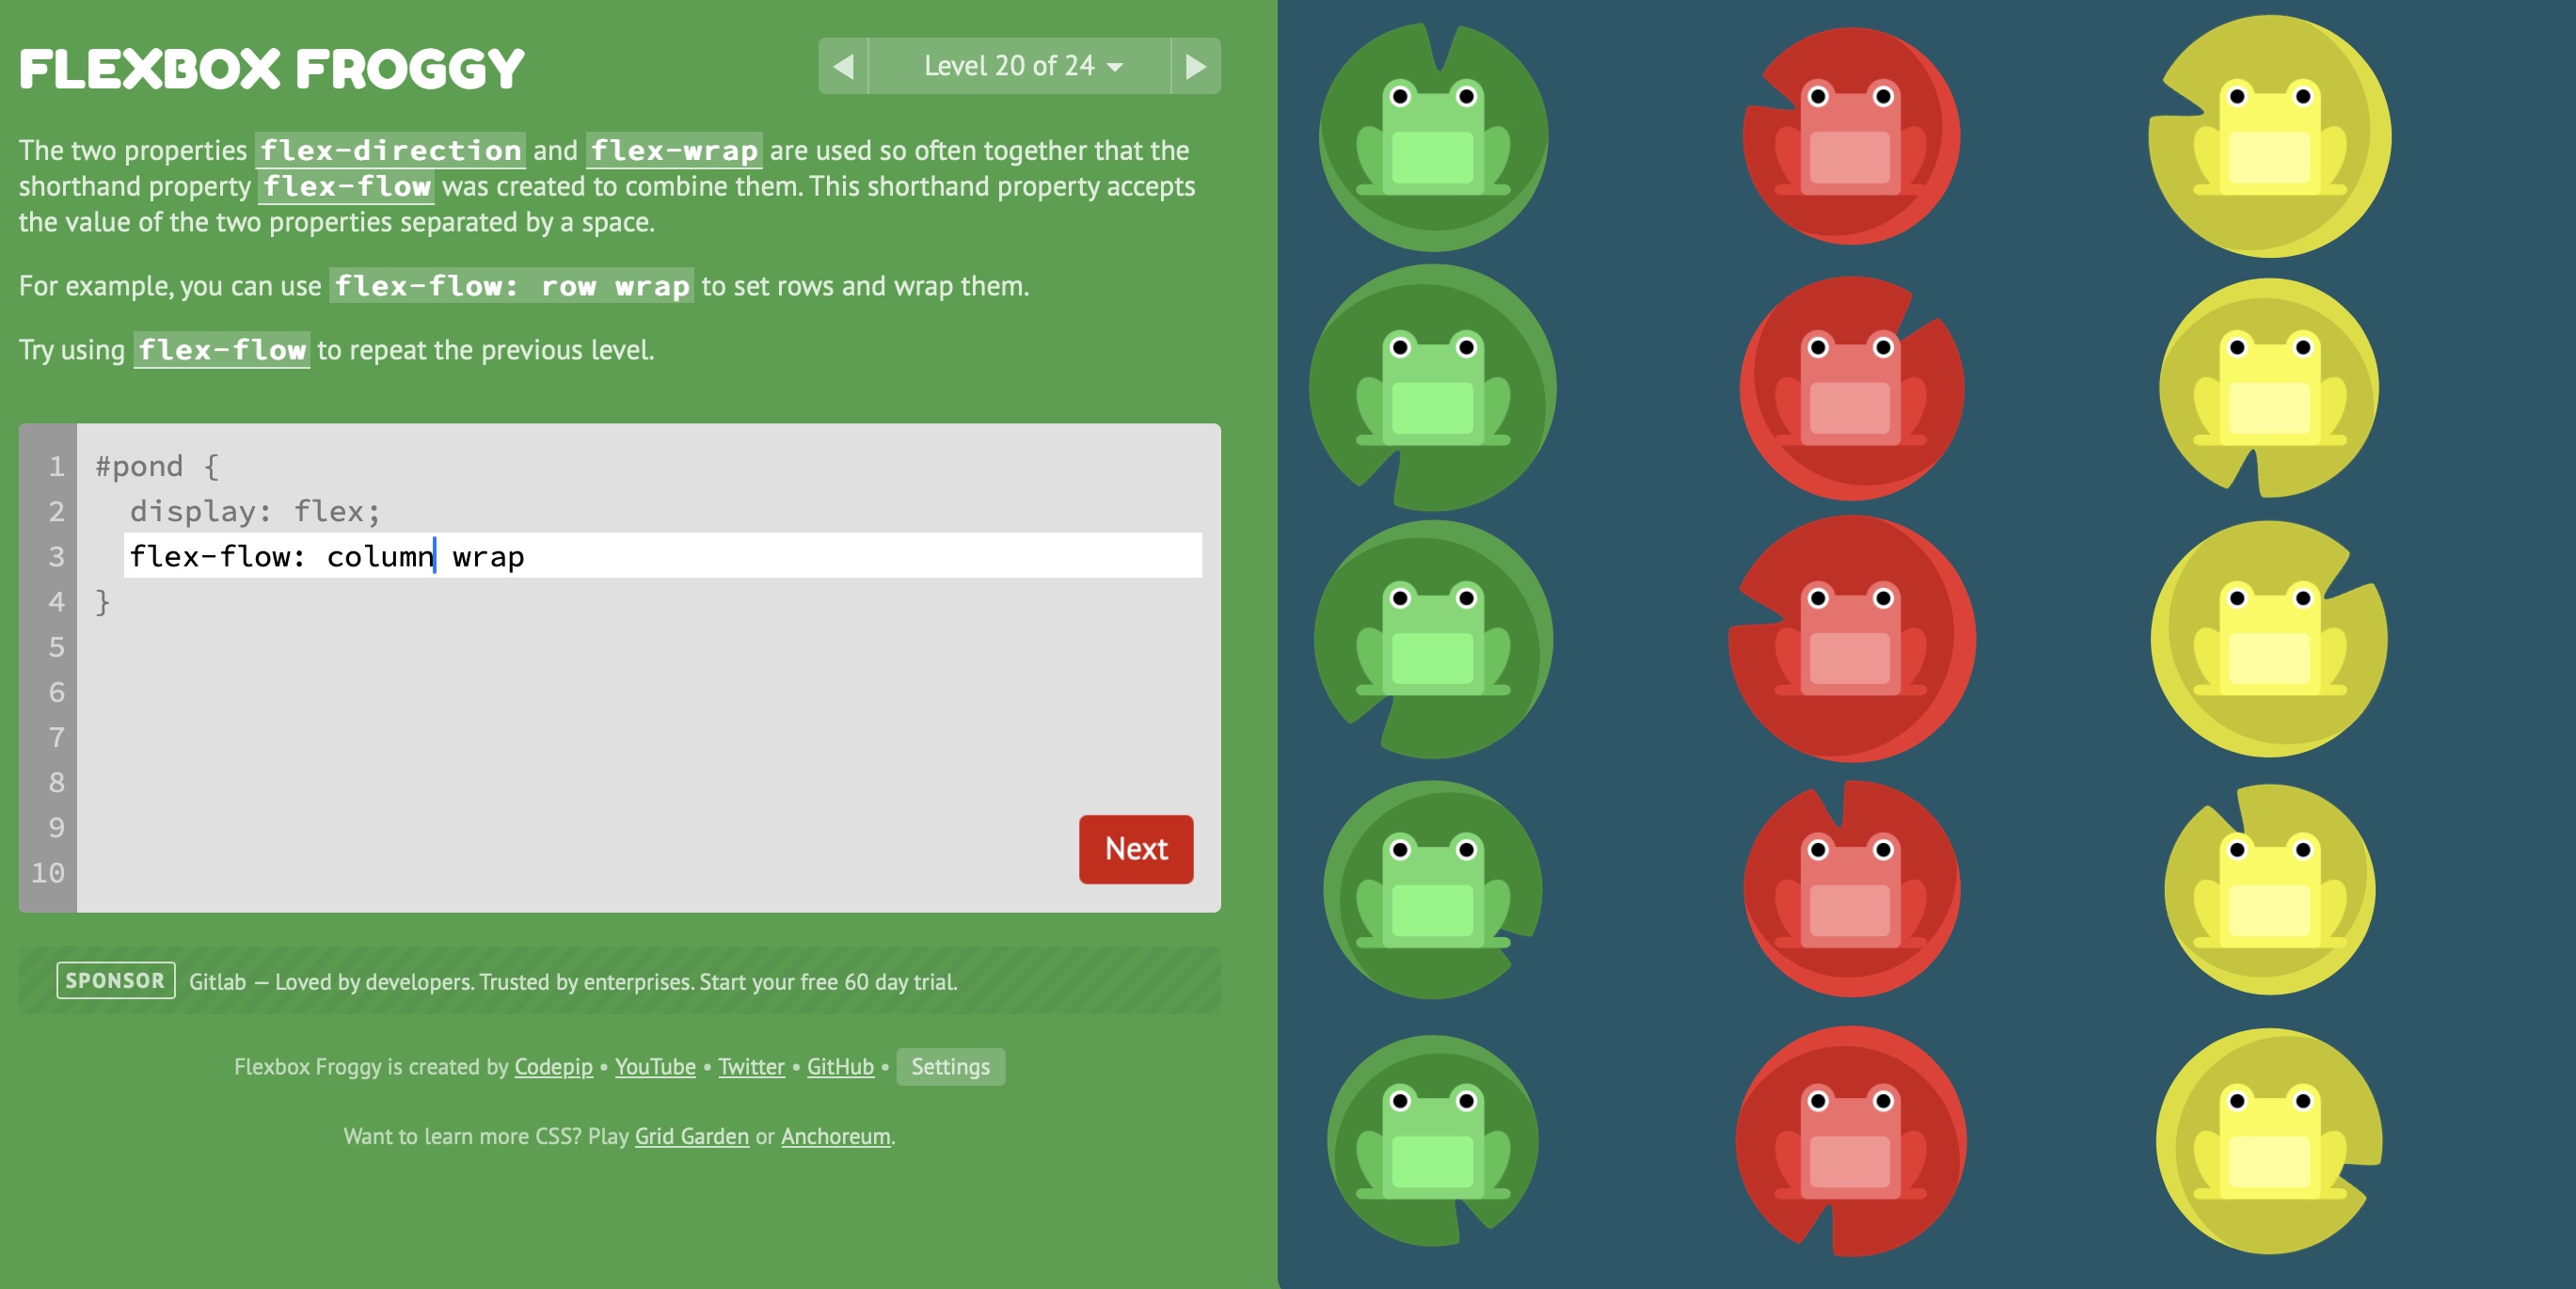 FLEXBOX FROGGY
Level 20 of 24
The two properties flex-direction and flex-wrap are used so often together that the
shorthand property flex-flow was created to combine them. This shorthand property accepts
the value of the two properties separated by a space.
For example, you can use flex-flow: row wrap to set rows and wrap them.
Try using flex-flow to repeat the previous level.
1 #pond {
2 display: flex;
3 flex-flow: column wrap
4 }
5
6
7
8
9
10
Next
SPONSOR Gitlab — Loved by developers. Trusted by enterprises. Start your free 60 day trial.
Flexbox Froggy is created by Codepip • YouTube • Twitter • GitHub • Settings
Want to learn more CSS? Play Grid Garden or Anchoreum.